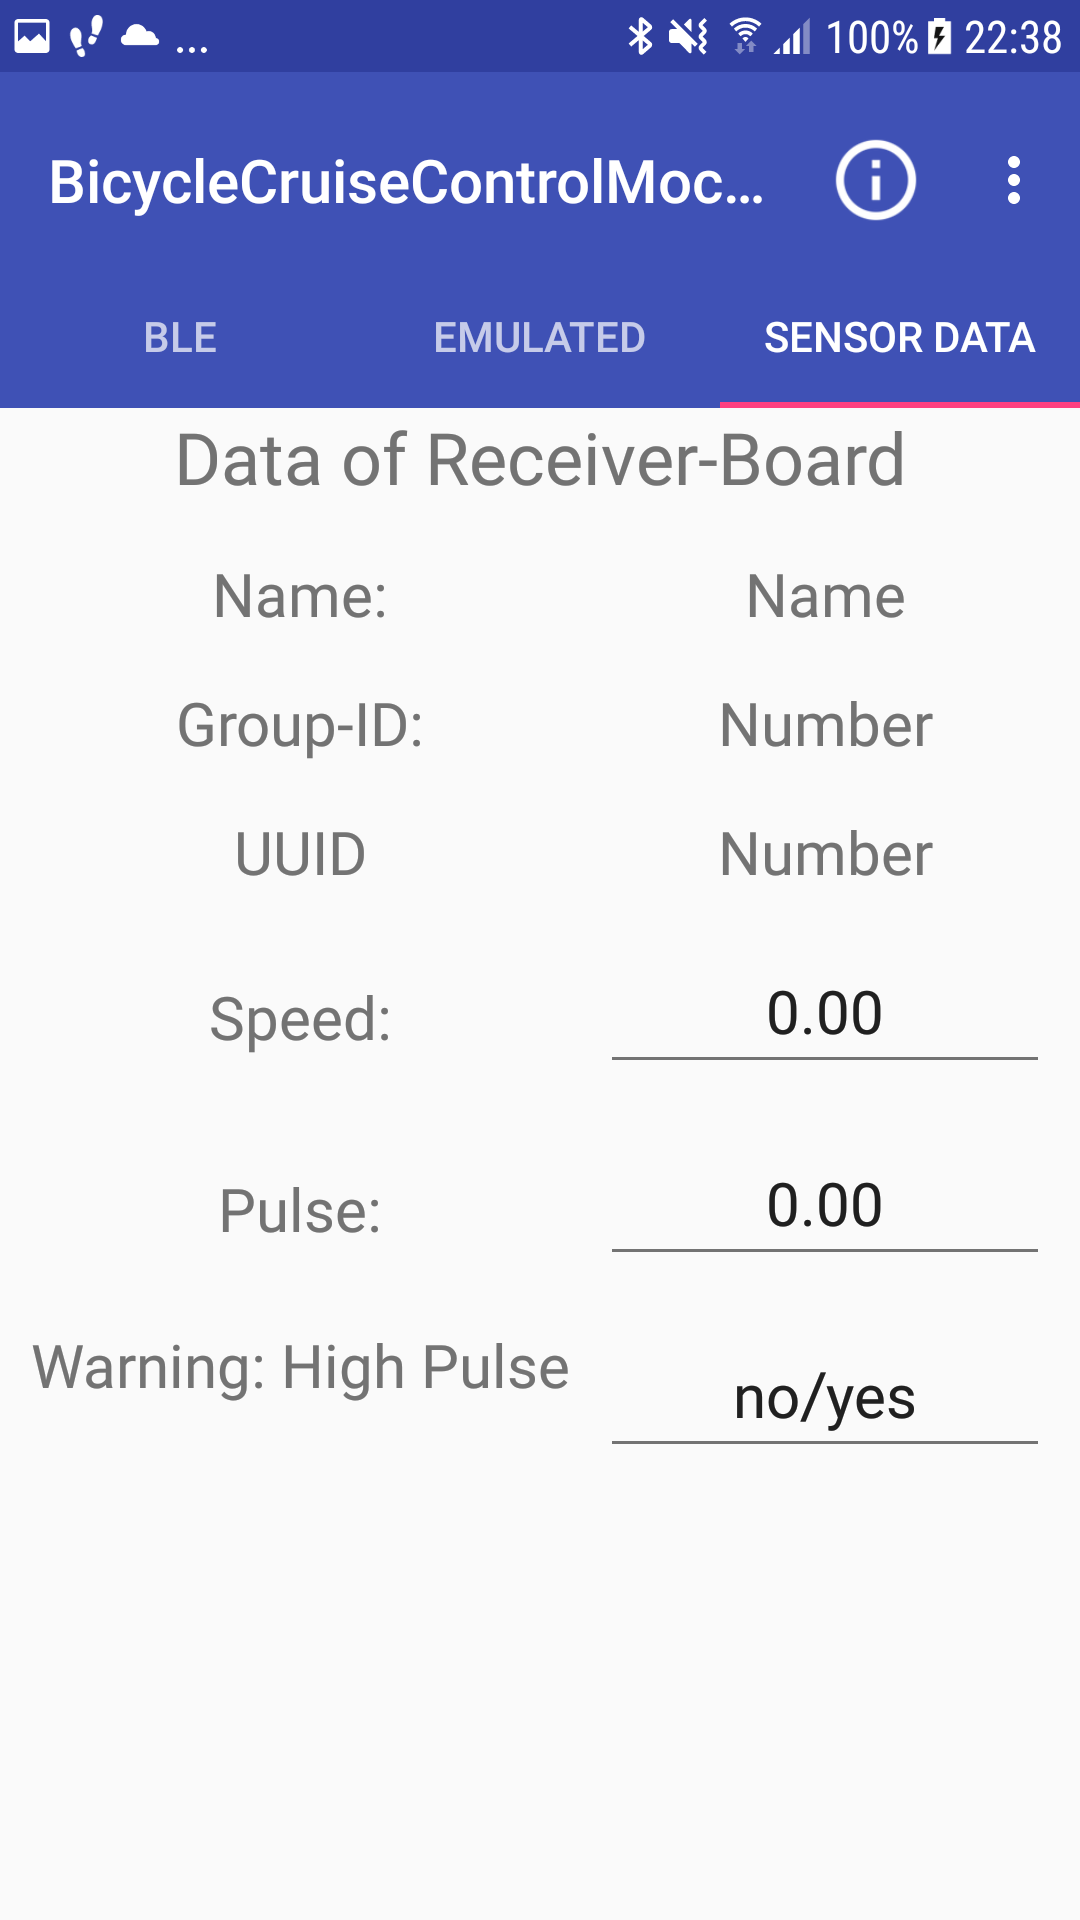 ... 100% 22:38
BicycleCruiseControlMoc...
BLE EMULATED SENSOR DATA
Data of Receiver-Board
Name: Name
Group-ID: Number
UUID Number
Speed: 0.00
Pulse: 0.00
Warning: High Pulse no/yes